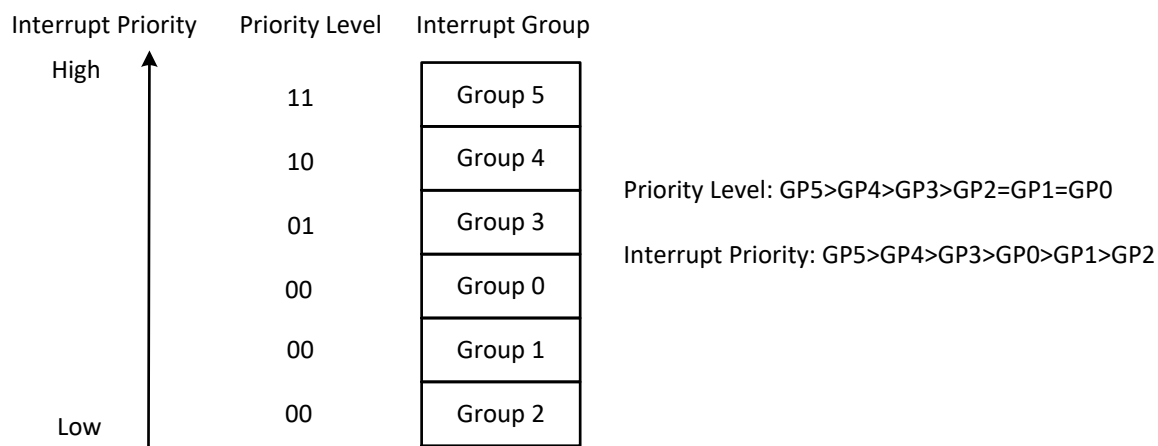 Interrupt Priority Priority Level Interrupt Group
High
11 Group 5
10 Group 4
Priority Level: GP5>GP4>GP3>GP2=GP1=GP0
01 Group 3
Interrupt Priority: GP5>GP4>GP3>GP0>GP1>GP2
00 Group 0
00 Group 1
00 Group 2
Low